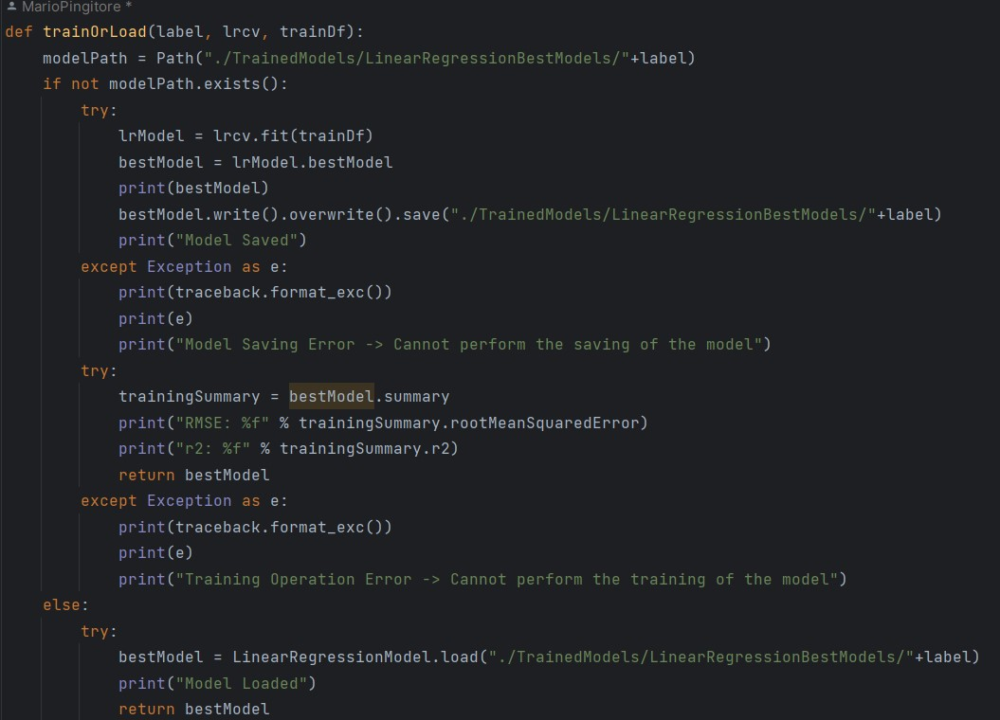 MarioPingitore *
def trainOrLoad(label, lrcv, trainDf):
    modelPath = Path("./TrainedModels/LinearRegressionBestModels/"+label)
    if not modelPath.exists():
        try:
            lrModel = lrcv.fit(trainDf)
            bestModel = lrModel.bestModel
            print(bestModel)
            bestModel.write().overwrite().save("./TrainedModels/LinearRegressionBestModels/"+label)
            print("Model Saved")
        except Exception as e:
            print(traceback.format_exc())
            print(e)
            print("Model Saving Error -> Cannot perform the saving of the model")
        try:
            trainingSummary = bestModel.summary
            print("RMSE: %f" % trainingSummary.rootMeanSquaredError)
            print("r2: %f" % trainingSummary.r2)
            return bestModel
        except Exception as e:
            print(traceback.format_exc())
            print(e)
            print("Training Operation Error -> Cannot perform the training of the model")
    else:
        try:
            bestModel = LinearRegressionModel.load("./TrainedModels/LinearRegressionBestModels/"+label)
            print("Model Loaded")
            return bestModel